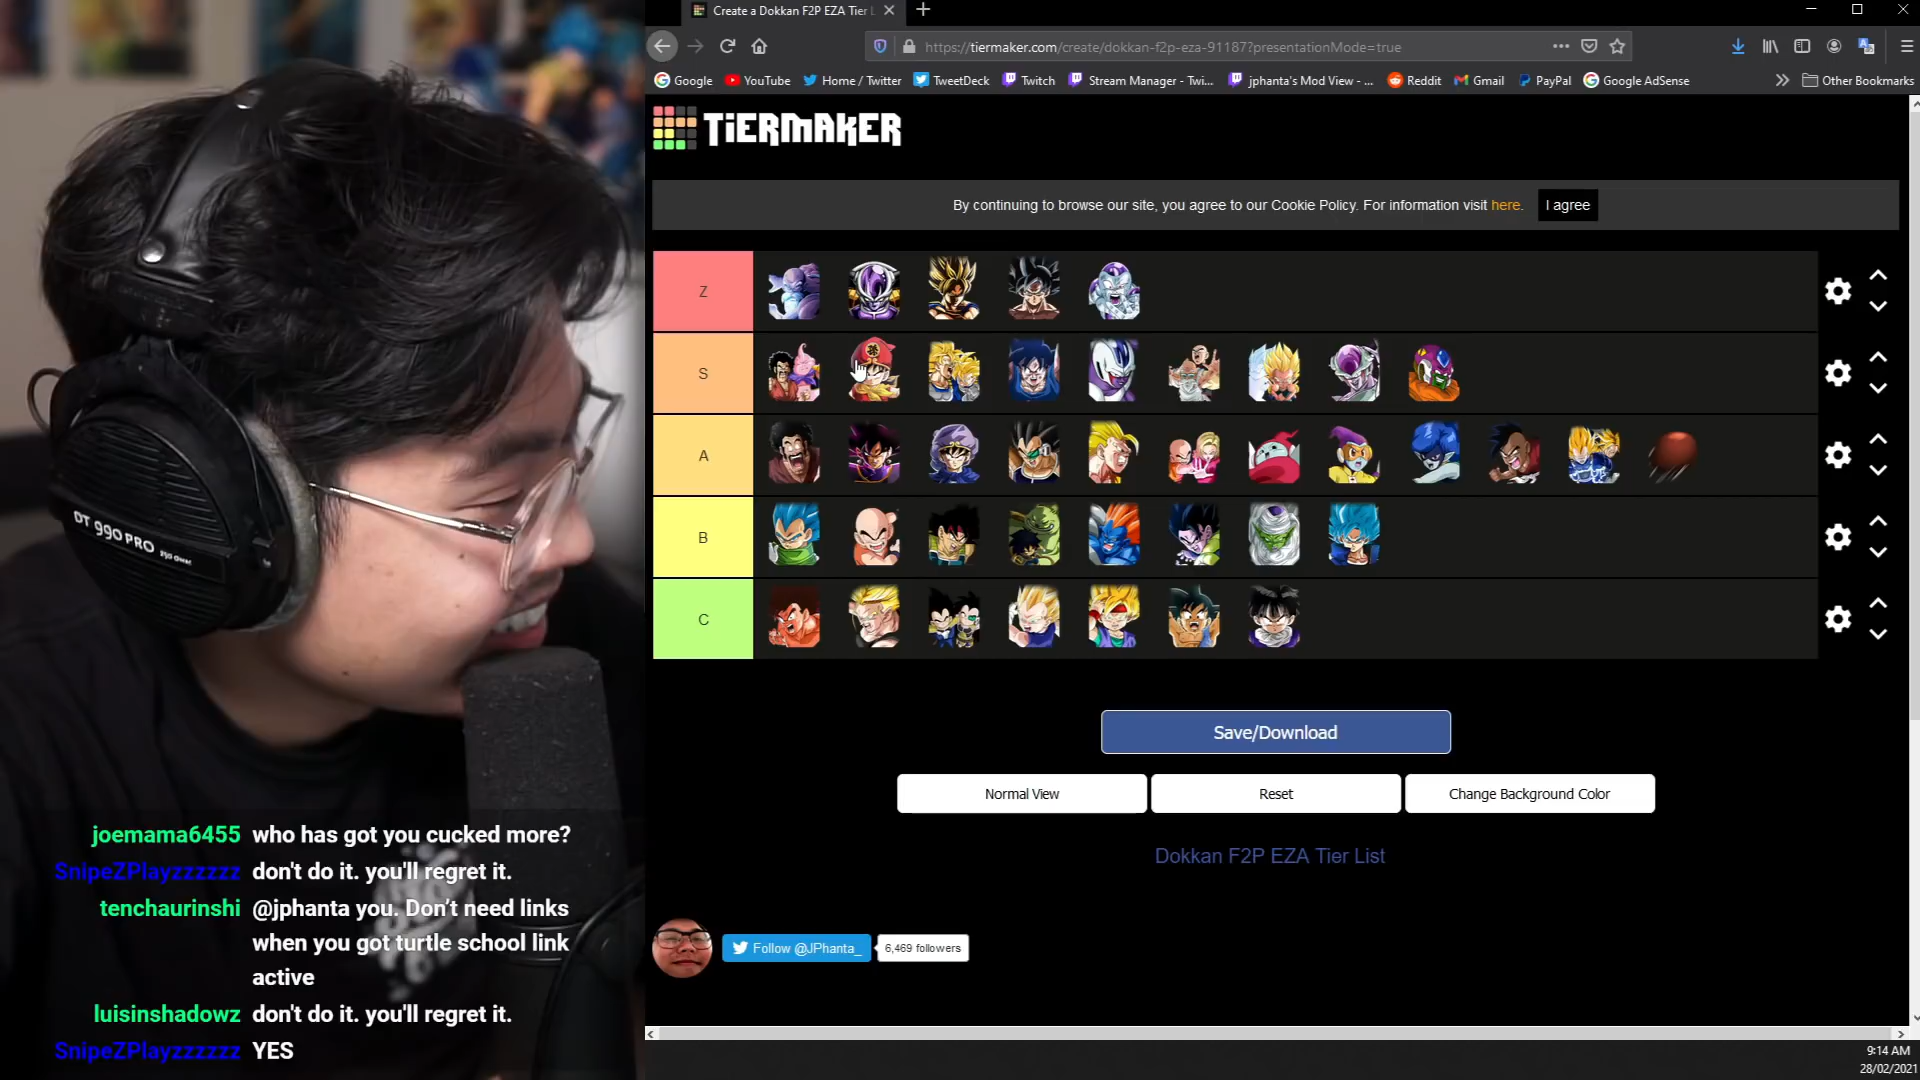 Create a Dokkan F2P EZA Tier L
https://tiermaker.com/create/dokkan-f2p-eza-91187?presentationMode=true
Google YouTube Home / Twitter TweetDeck Twitch Stream Manager - Twi... jphanta's Mod View - ... Reddit Gmail PayPal Google AdSense Other Bookmarks
TiERMAKER
By continuing to browse our site, you agree to our Cookie Policy. For information visit here. I agree
Z
S
A
B
C
Save/Download
Normal View Reset Change Background Color
Dokkan F2P EZA Tier List
Follow @JPhanta_ 6,469 followers
9:14 AM
28/02/2021
DT 990 PRO
joemama6455 who has got you cucked more?
SnipeZPlayzzzzzz don't do it. you'll regret it.
tenchaurinshi @jphanta you. Don’t need links
when you got turtle school link
active
luisinshadowz don't do it. you'll regret it.
SnipeZPlayzzzzzz YES